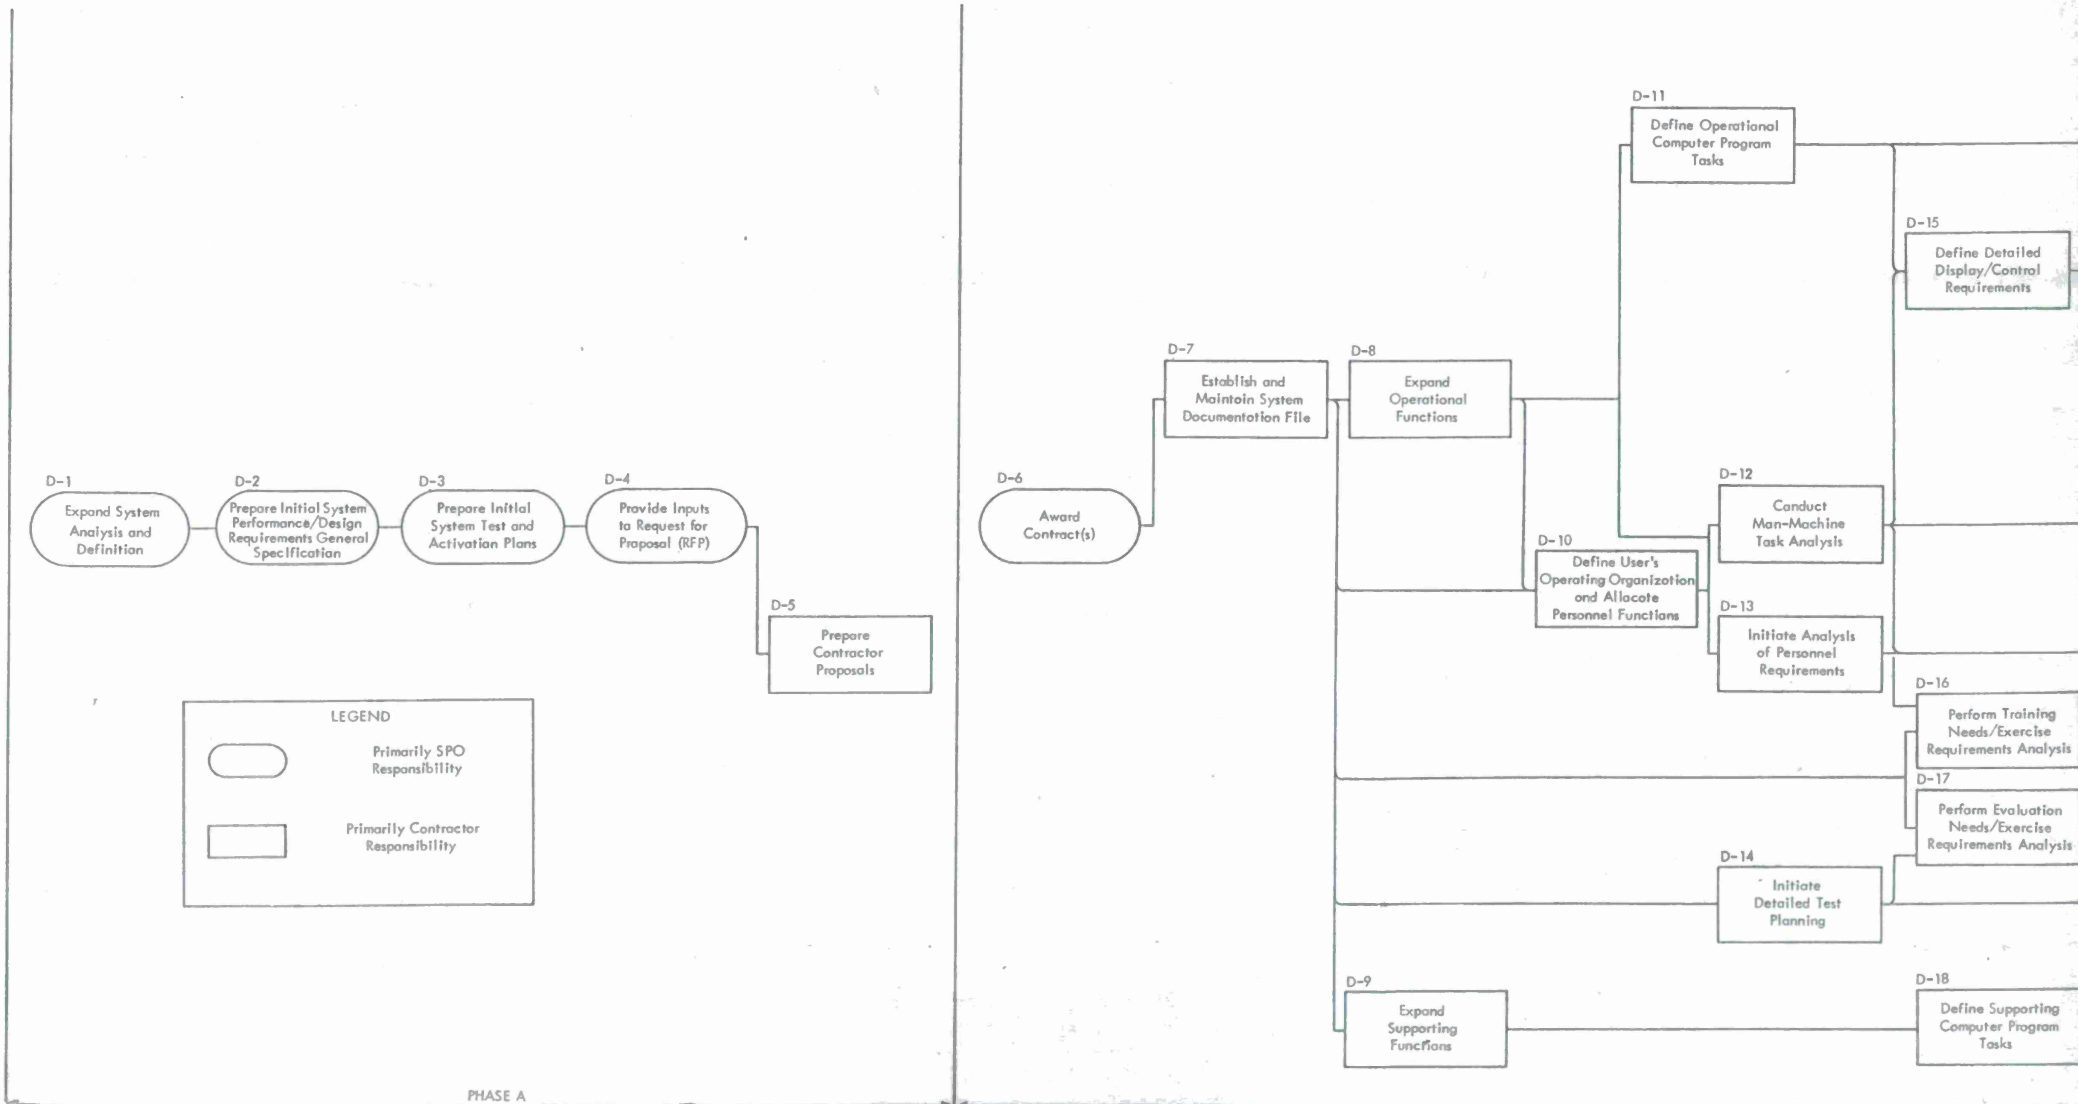 D-1
Expand System
Analysis and
Definition
D-2
Prepare Initial System
Performance/Design
Requirements General
Specification
D-3
Prepare Initial
System Test and
Activation Plans
D-4
Provide Inputs
to Request for
Proposal (RFP)
D-5
Prepare
Contractor
Proposals
LEGEND
Primarily SPO
Responsibility
Primarily Contractor
Responsibility
PHASE A
D-6
Award
Contract(s)
D-7
Establish and
Maintain System
Documentation File
D-8
Expand
Operational
Functions
D-9
Expand
Supporting
Functions
D-10
Define User's
Operating Organization
and Allocate
Personnel Functions
D-11
Define Operational
Computer Program
Tasks
D-12
Conduct
Man-Machine
Task Analysis
D-13
Initiate Analysis
of Personnel
Requirements
D-14
Initiate
Detailed Test
Planning
D-15
Define Detailed
Display/Control
Requirements
D-16
Perform Training
Needs/Exercise
Requirements Analysis
D-17
Perform Evaluation
Needs/Exercise
Requirements Analysis
D-18
Define Supporting
Computer Program
Tasks